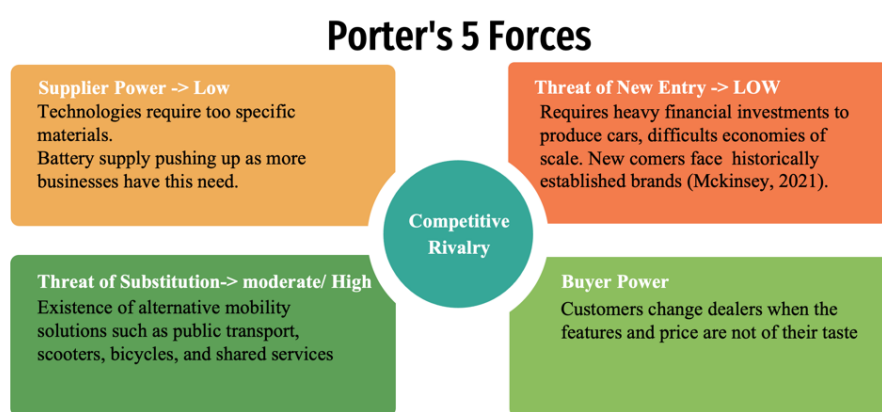 Porter's 5 Forces
Supplier Power -> Low
Technologies require too specific
materials.
Battery supply pushing up as more
businesses have this need.
Threat of New Entry -> LOW
Requires heavy financial investments to
produce cars, difficults economies of
scale. New comers face historically
established brands (Mckinsey, 2021).
Competitive
Rivalry
Threat of Substitution-> moderate/ High
Existence of alternative mobility
solutions such as public transport,
scooters, bicycles, and shared services
Buyer Power
Customers change dealers when the
features and price are not of their taste